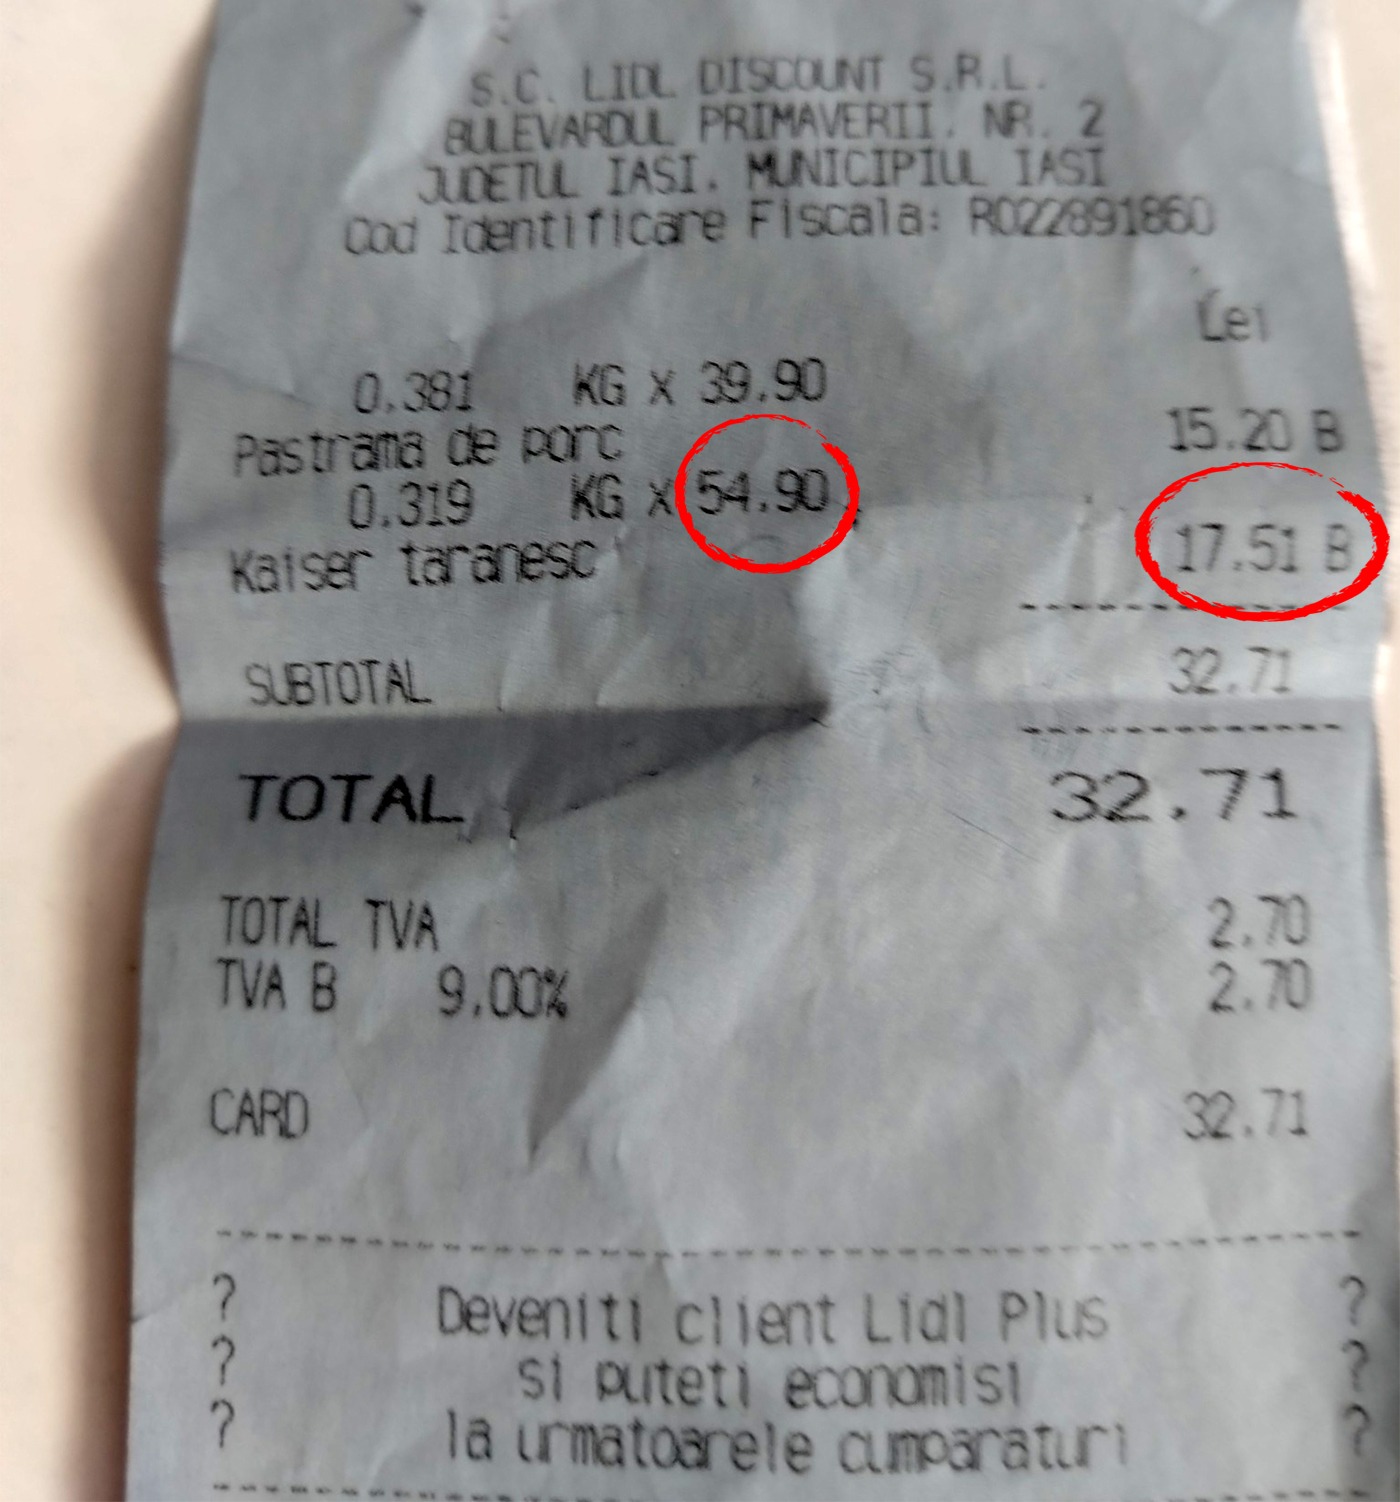 S.C. LIDL DISCOUNT S.R.L.
BULEVARDUL PRIMAVERII. NR. 2
JUDETUL IASI. MUNICIPIUL IASI
Cod Identificare Fiscala: RO22891860
Lei
0.381 KG X 39.90
Pastrama de porc 15.20 B
0.319 KG X 54.90
Kaiser taranesc 17.51 B
SUBTOTAL 32.71
TOTAL 32.71
TOTAL TVA 2.70
TVA B 9.00% 2.70
CARD 32.71
? Deveniti client Lidl Plus ?
? si puteti economisi ?
? la urmatoarele cumparaturi ?